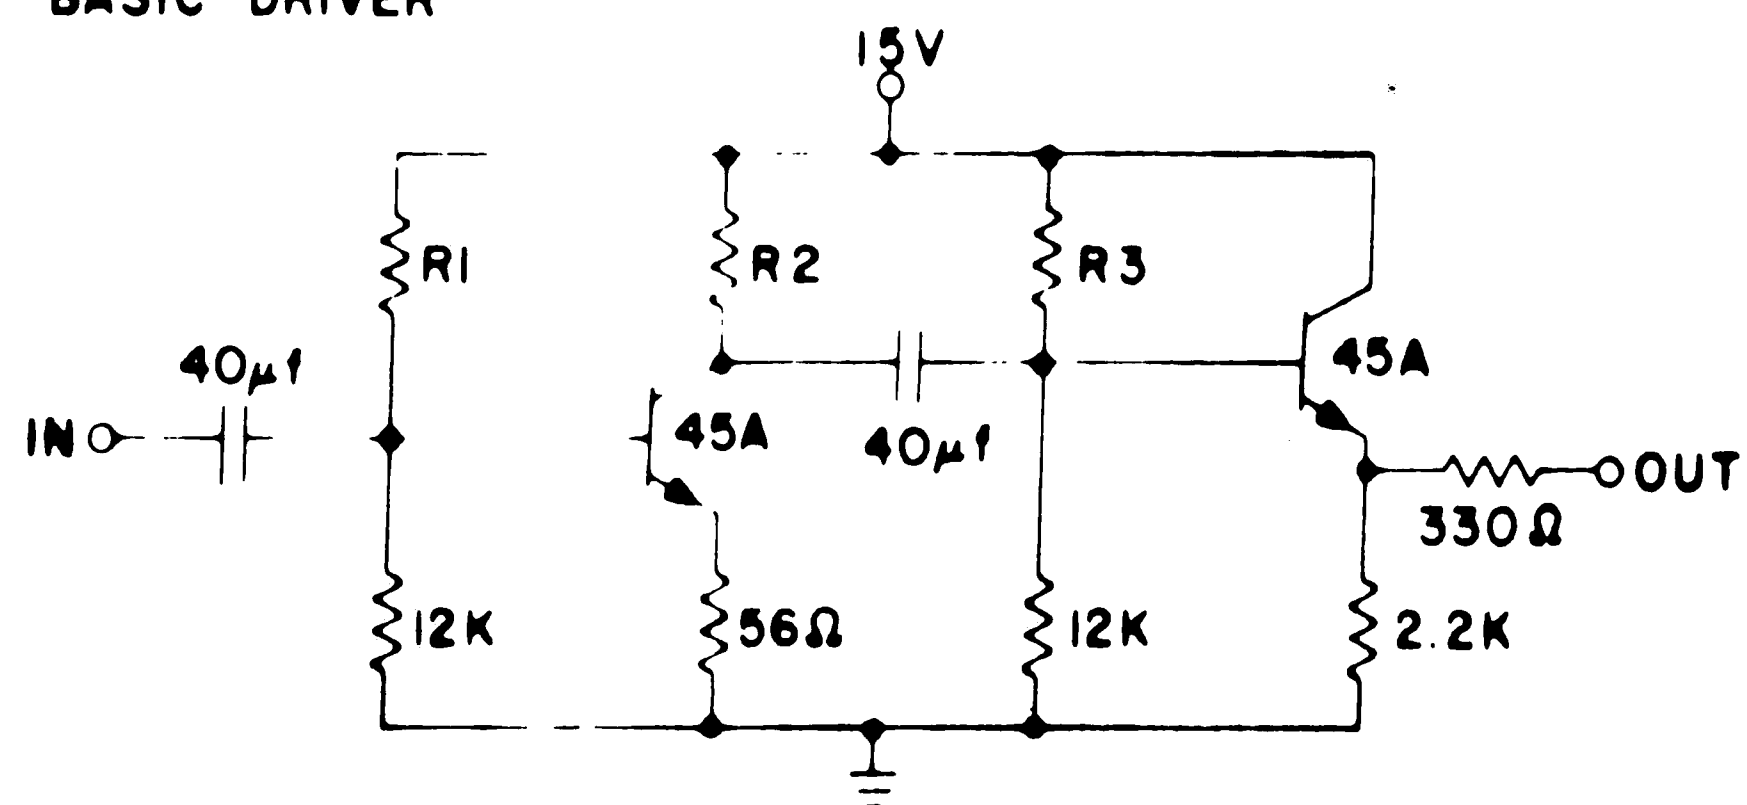 BASIC DRIVER
15V
R1
R2
R3
40μf
45A
IN
45A
40μf
OUT
330Ω
12K
56Ω
12K
2.2K